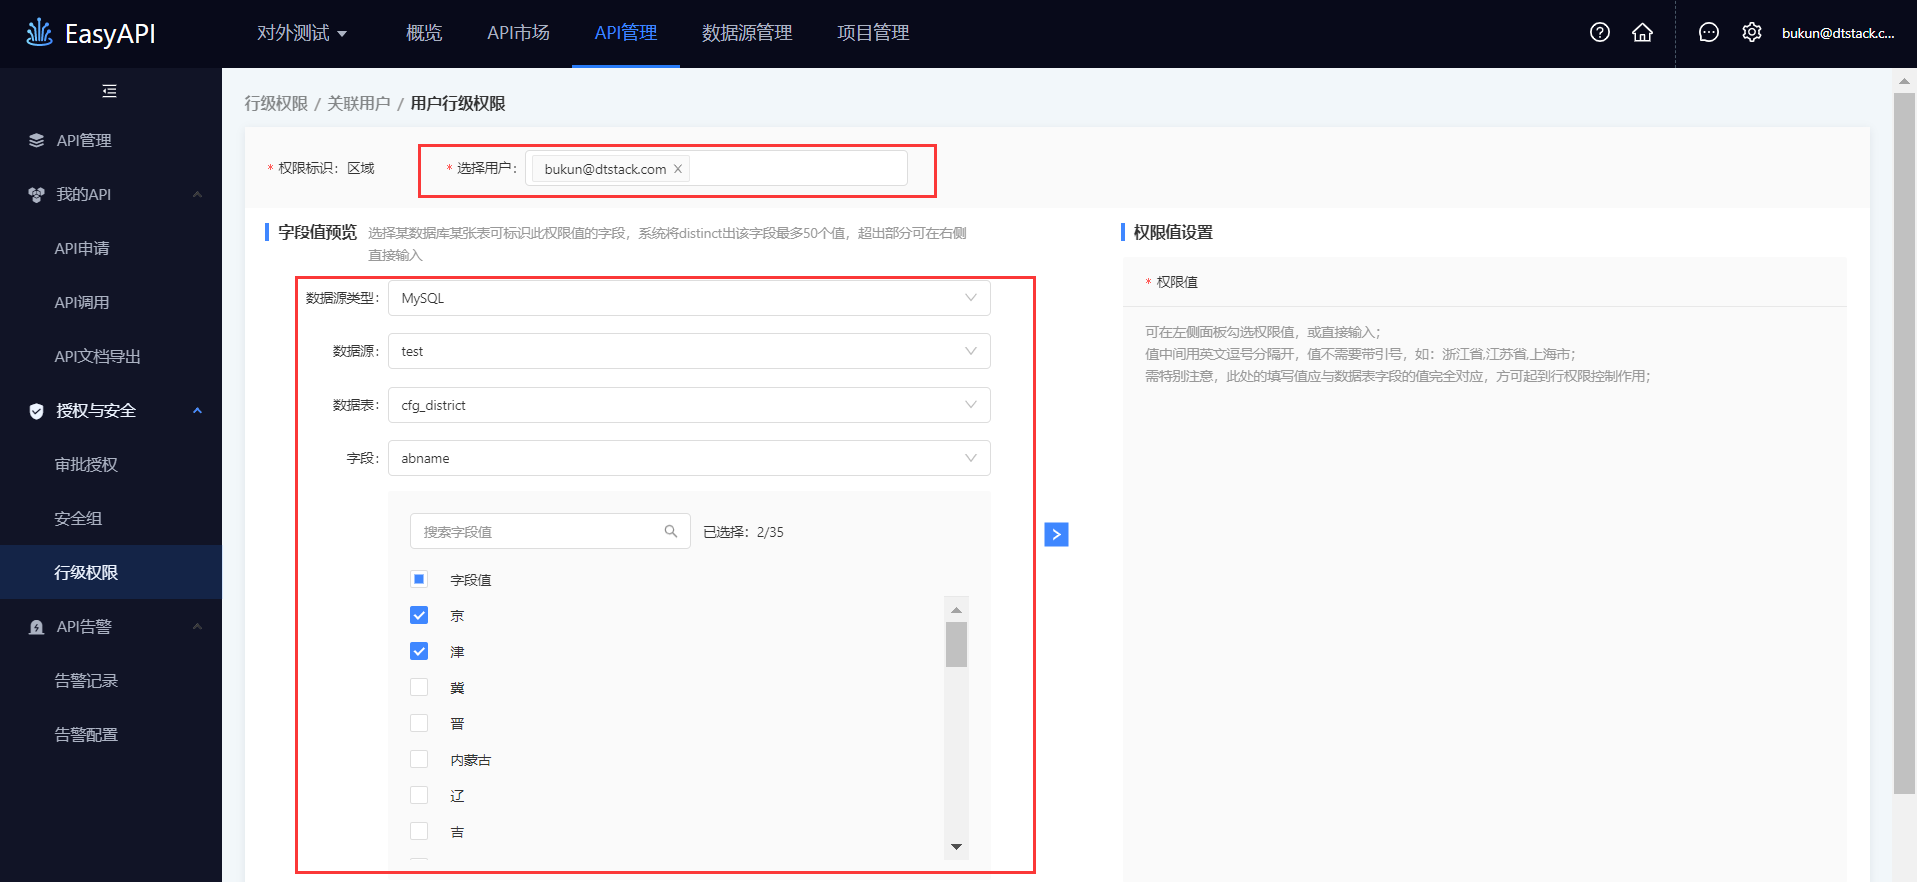 EasyAPI
对外测试
概览
API市场
API管理
数据源管理
项目管理
bukun@dtstack.c...
API管理
我的API
API申请
API调用
API文档导出
授权与安全
审批授权
安全组
行级权限
API告警
告警记录
告警配置
行级权限 / 关联用户 / 用户行级权限
* 权限标识：区域
* 选择用户：
bukun@dtstack.com ×
字段值预览
选择某数据库某张表可标识此权限值的字段，系统将distinct出该字段最多50个值，超出部分可在右侧
直接输入
数据源类型：
MySQL
数据源：
test
数据表：
cfg_district
字段：
abname
搜索字段值
已选择：2/35
字段值
京
津
冀
晋
内蒙古
辽
吉
权限值设置
* 权限值
可在左侧面板勾选权限值，或直接输入；
值中间用英文逗号分隔开，值不需要带引号，如：浙江省,江苏省,上海市；
需特别注意，此处的填写值应与数据表字段的值完全对应，方可起到行权限控制作用；